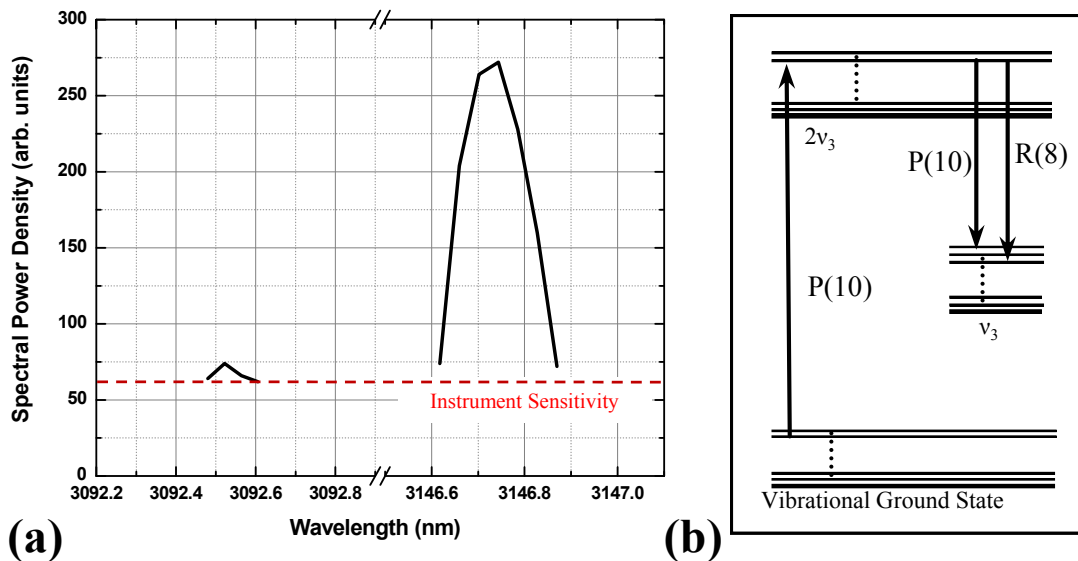 300
250
200
150
100
50
0
Spectral Power Density (arb. units)
Instrument Sensitivity
3092.2 3092.4 3092.6 3092.8 3146.6 3146.8 3147.0
Wavelength (nm)
(a)
2ν₃
P(10) R(8)
P(10)
ν₃
Vibrational Ground State
(b)